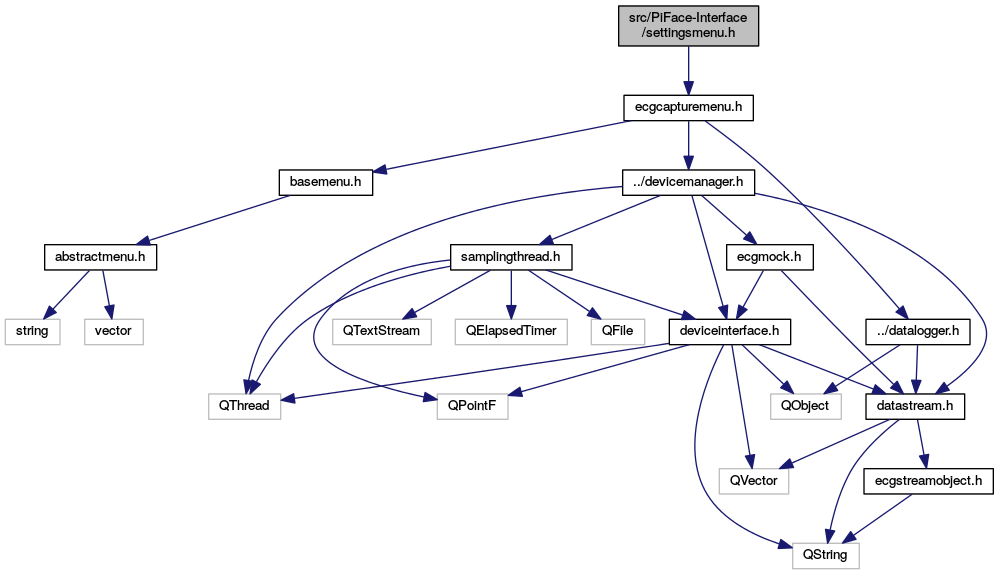 src/PiFace-Interface
/settingsmenu.h
ecgcapturemenu.h
basemenu.h
../devicemanager.h
abstractmenu.h
samplingthread.h
ecgmock.h
string
vector
QTextStream
QElapsedTimer
QFile
deviceinterface.h
../datalogger.h
QThread
QPointF
QObject
datastream.h
QVector
ecgstreamobject.h
QString